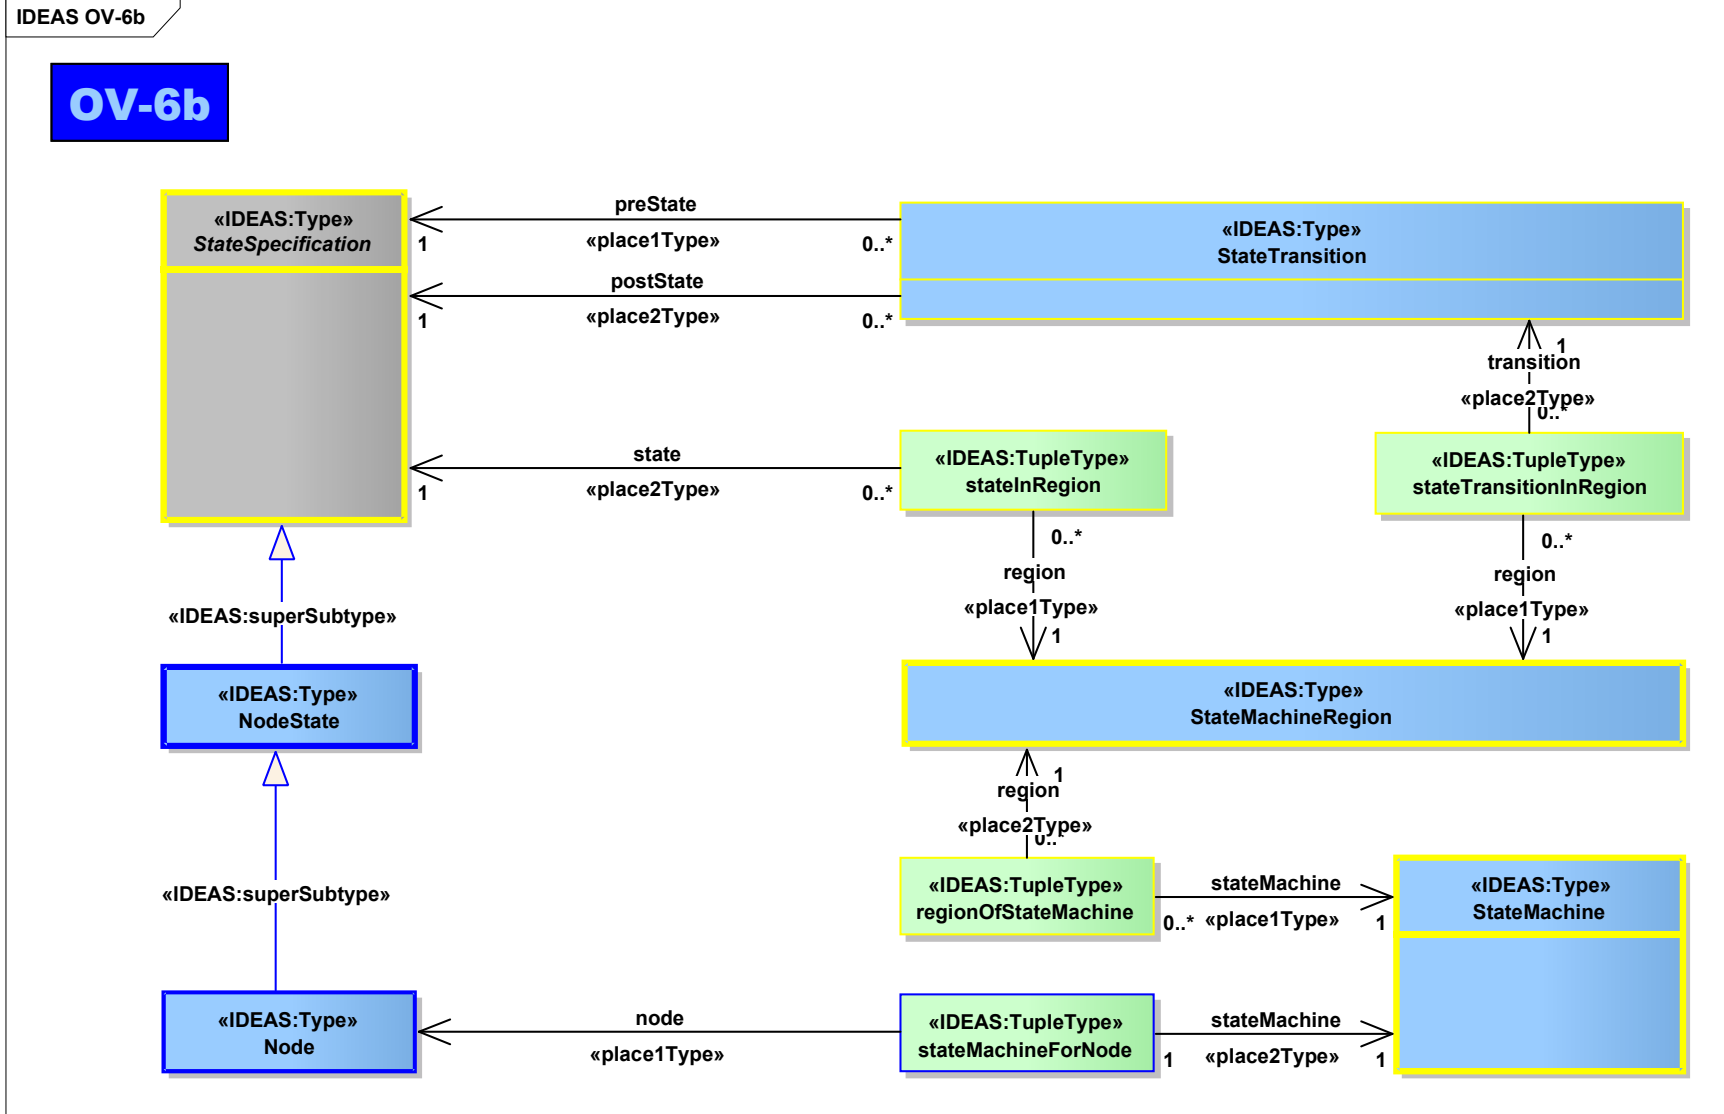 IDEAS OV-6b
OV-6b
«IDEAS:Type»
StateSpecification
preState
«place1Type»
1
0..*
postState
«place2Type»
1
0..*
«IDEAS:Type»
StateTransition
1
transition
«place2Type»
0..*
state
«place2Type»
1
0..*
«IDEAS:TupleType»
stateInRegion
«IDEAS:TupleType»
stateTransitionInRegion
0..*
region
«place1Type»
1
0..*
region
«place1Type»
1
«IDEAS:superSubtype»
«IDEAS:Type»
NodeState
«IDEAS:Type»
StateMachineRegion
1
region
«place2Type»
0..*
«IDEAS:superSubtype»
«IDEAS:TupleType»
regionOfStateMachine
stateMachine
0..*
«place1Type»
1
«IDEAS:Type»
StateMachine
«IDEAS:Type»
Node
node
«place1Type»
«IDEAS:TupleType»
stateMachineForNode
stateMachine
1
«place2Type»
1